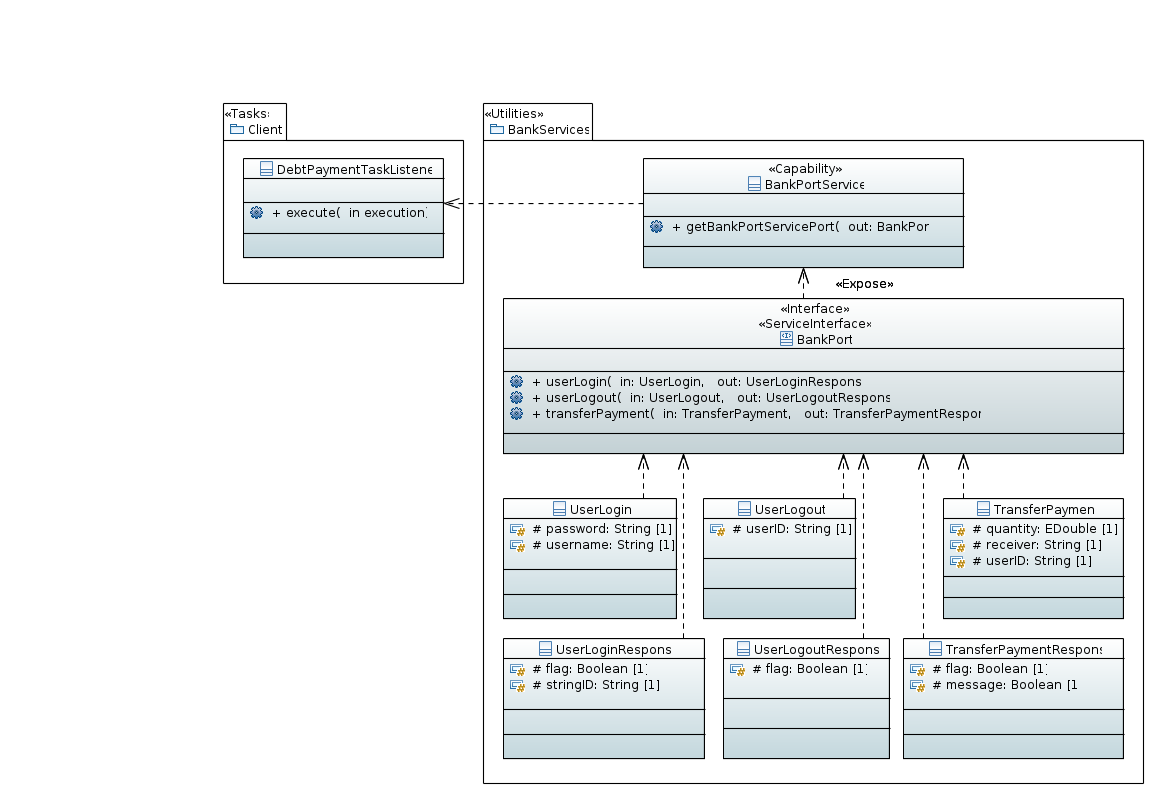 «Tasks:
Client
DebtPaymentTaskListene
+ execute( in execution)
«Utilities»
BankServices
«Capability»
BankPortService
+ getBankPortServicePort( out: BankPor
«Expose»
«Interface»
«ServiceInterface»
BankPort
+ userLogin( in: UserLogin, out: UserLoginRespons
+ userLogout( in: UserLogout, out: UserLogoutRespons
+ transferPayment( in: TransferPayment, out: TransferPaymentRespor
UserLogin
# password: String [1]
# username: String [1]
UserLogout
# userID: String [1]
TransferPaymen
# quantity: EDouble [1]
# receiver: String [1]
# userID: String [1]
UserLoginRespons
# flag: Boolean [1]
# stringID: String [1]
UserLogoutRespons
# flag: Boolean [1]
TransferPaymentRespons
# flag: Boolean [1]
# message: Boolean [1